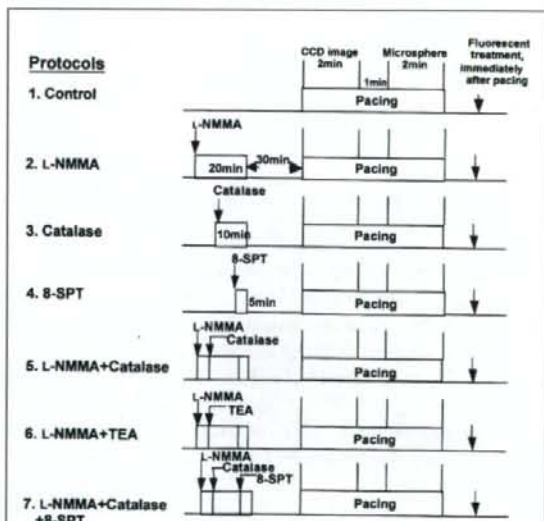 Protocols
CCD image
2min
1min
Microsphere
2min
Fluorescent
treatment,
immediately
after pacing
1. Control
Pacing
L-NMMA
2. L-NMMA
20min
30min
Pacing
Catalase
3. Catalase
10min
Pacing
8-SPT
4. 8-SPT
5min
Pacing
L-NMMA
Catalase
5. L-NMMA+Catalase
Pacing
L-NMMA
TEA
6. L-NMMA+TEA
Pacing
L-NMMA
Catalase
8-SPT
7. L-NMMA+Catalase
+8-SPT
Pacing